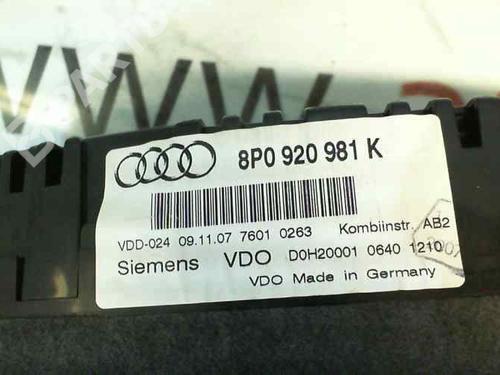 WWW.
8P0 920 981 K
VDD-024 09.11.07 7601 0263 Kombiinstr. AB2
Siemens VDO D0H20001 0640 1210
VDO Made in Germany